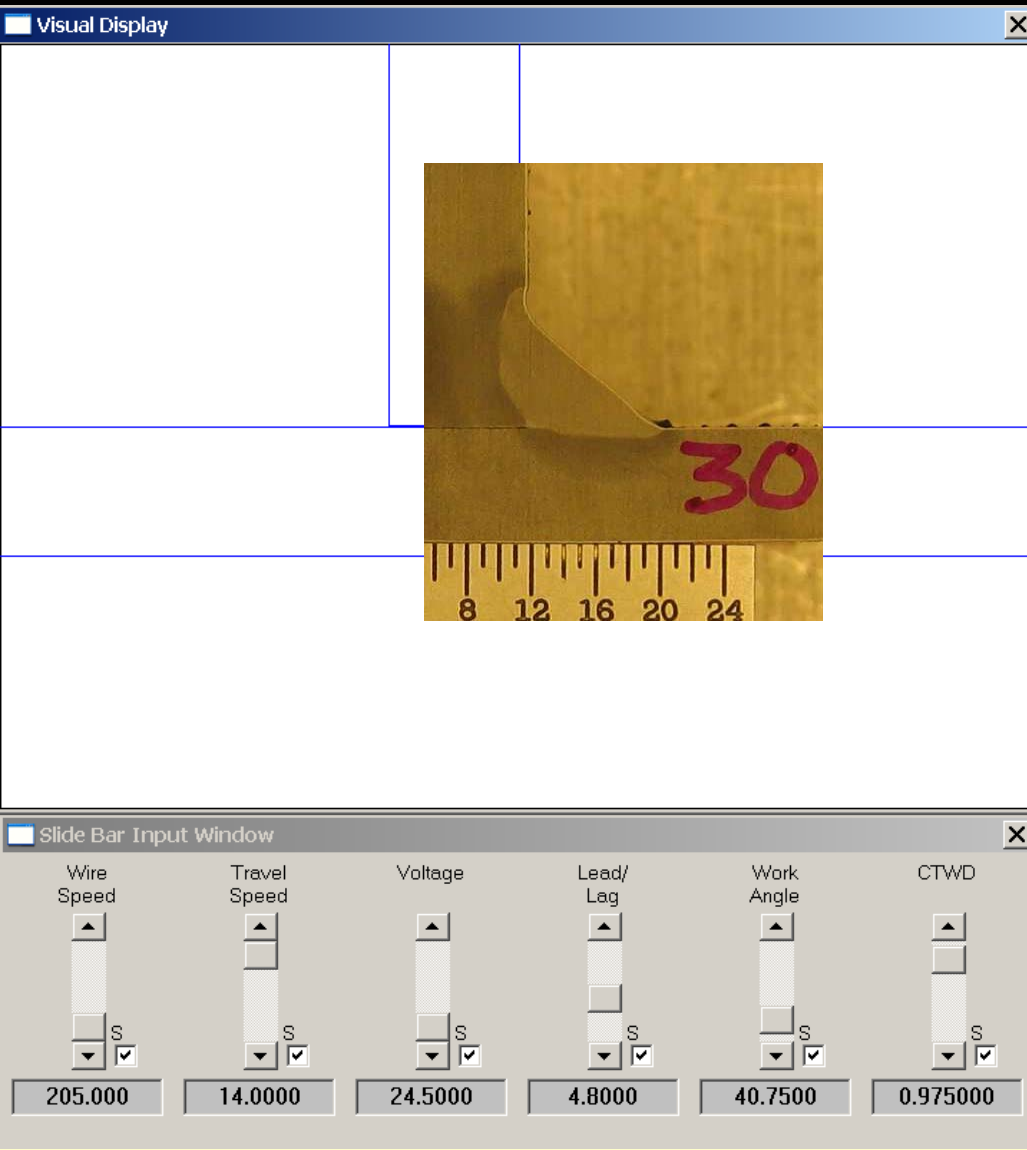 Visual Display
30
8 12 16 20 24
Slide Bar Input Window
Wire Speed
Travel Speed
Voltage
Lead/ Lag
Work Angle
CTWD
S S S S S
205.000 14.0000 24.5000 4.8000 40.7500 0.975000